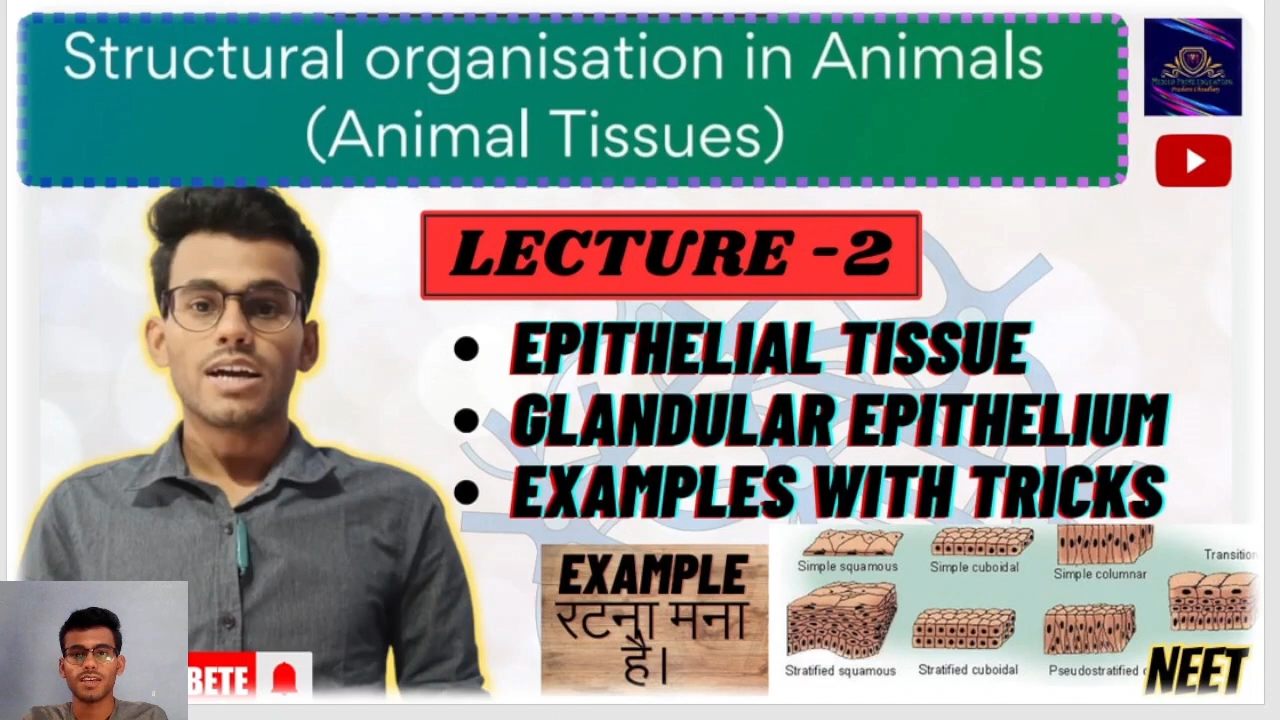 Structural organisation in Animals
(Animal Tissues)
LECTURE -2
• EPITHELIAL TISSUE
• GLANDULAR EPITHELIUM
• EXAMPLES WITH TRICKS
EXAMPLE
रटना मना
है।
Simple squamous
Simple cuboidal
Simple columnar
Transition
Stratified squamous
Stratified cuboidal
Pseudostratified
NEET
BETE